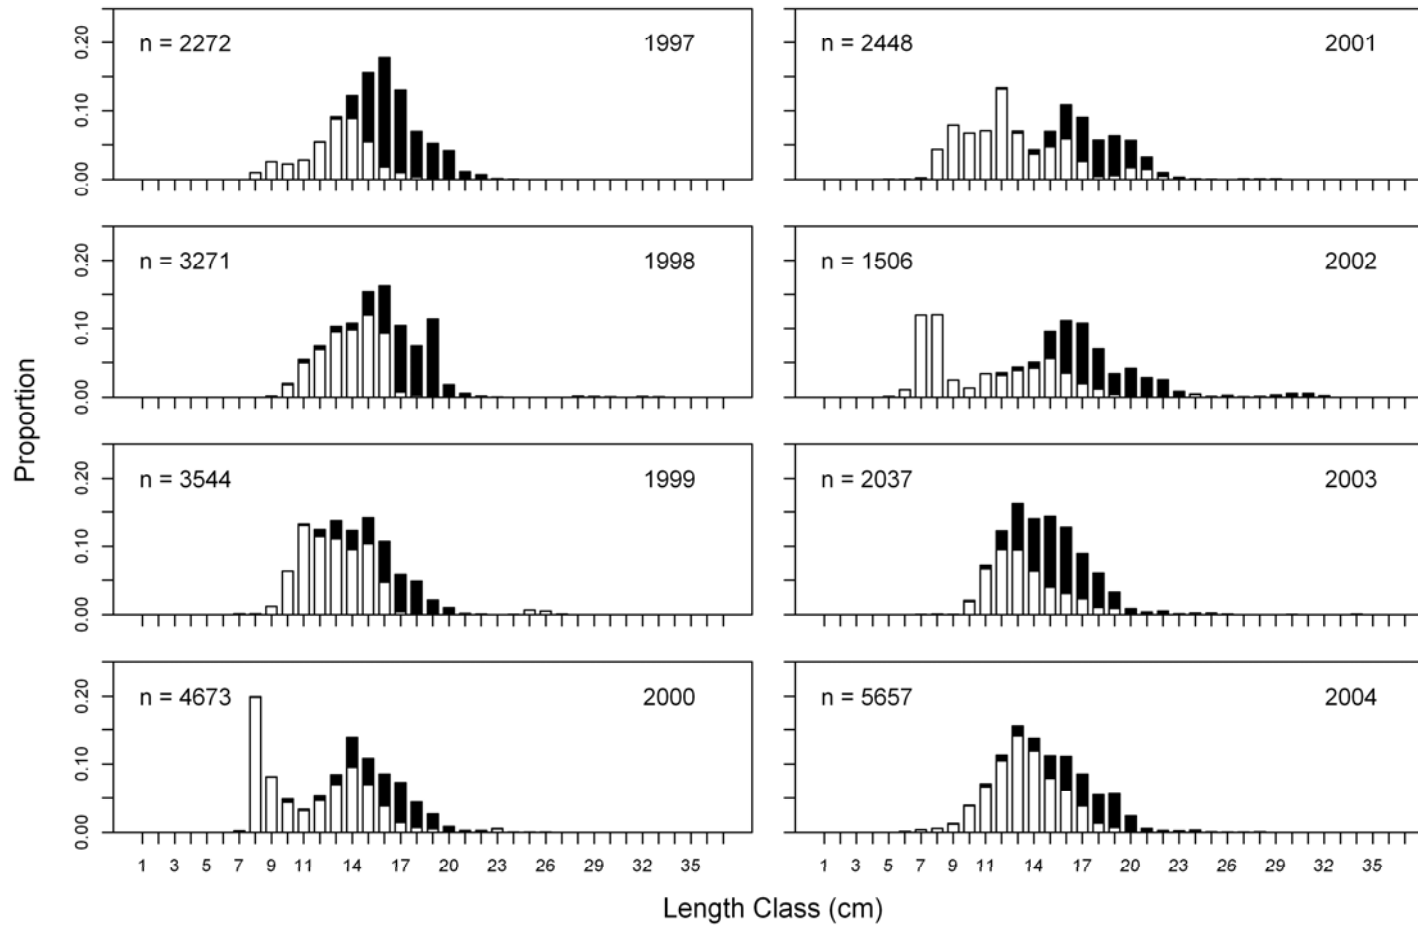 n = 2272 1997
0.00 0.10 0.20
n = 2448 2001
n = 3271 1998
0.00 0.10 0.20
n = 1506 2002
n = 3544 1999
0.00 0.10 0.20
n = 2037 2003
n = 4673 2000
0.00 0.10 0.20
n = 5657 2004
1 3 5 7 9 11 14 17 20 23 26 29 32 35
1 3 5 7 9 11 14 17 20 23 26 29 32 35
Proportion
Length Class (cm)